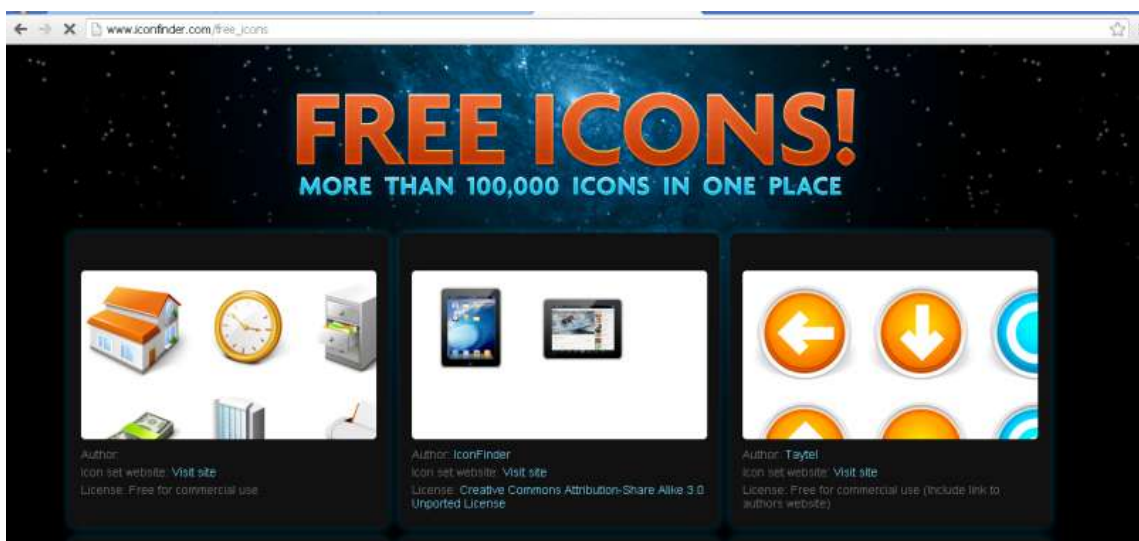 www.iconfinder.com/free_icons
FREE ICONS!
MORE THAN 100,000 ICONS IN ONE PLACE
Author:
Icon set website: Visit site
License: Free for commercial use
Author: IconFinder
Icon set website: Visit site
License: Creative Commons Attribution-Share Alike 3.0
Unported License
Author: Taytel
Icon set website: Visit site
License: Free for commercial use (Include link to
authors website)